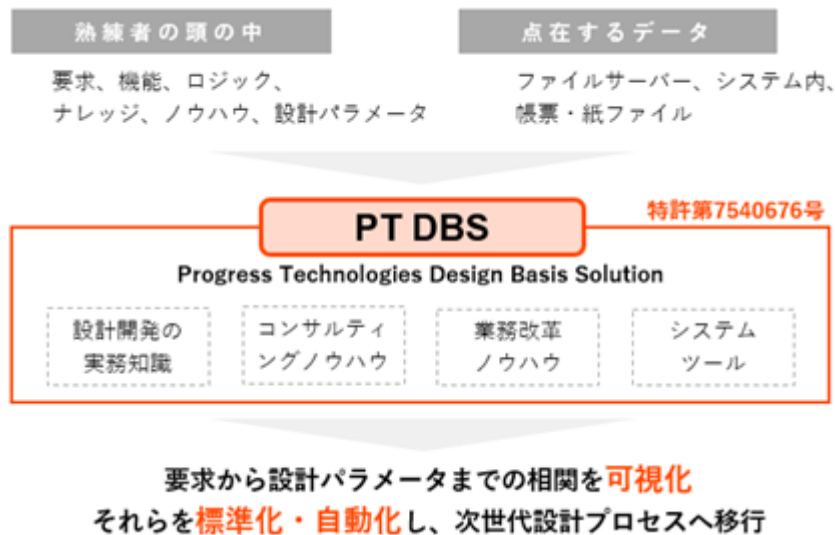 熟練者の頭の中
点在するデータ
要求、機能、ロジック、
ナレッジ、ノウハウ、設計パラメータ
ファイルサーバー、システム内、
帳票・紙ファイル
特許第7540676号
PT DBS
Progress Technologies Design Basis Solution
設計開発の
実務知識
コンサルティ
ングノウハウ
業務改革
ノウハウ
システム
ツール
要求から設計パラメータまでの相関を可視化
それらを標準化・自動化し、次世代設計プロセスへ移行